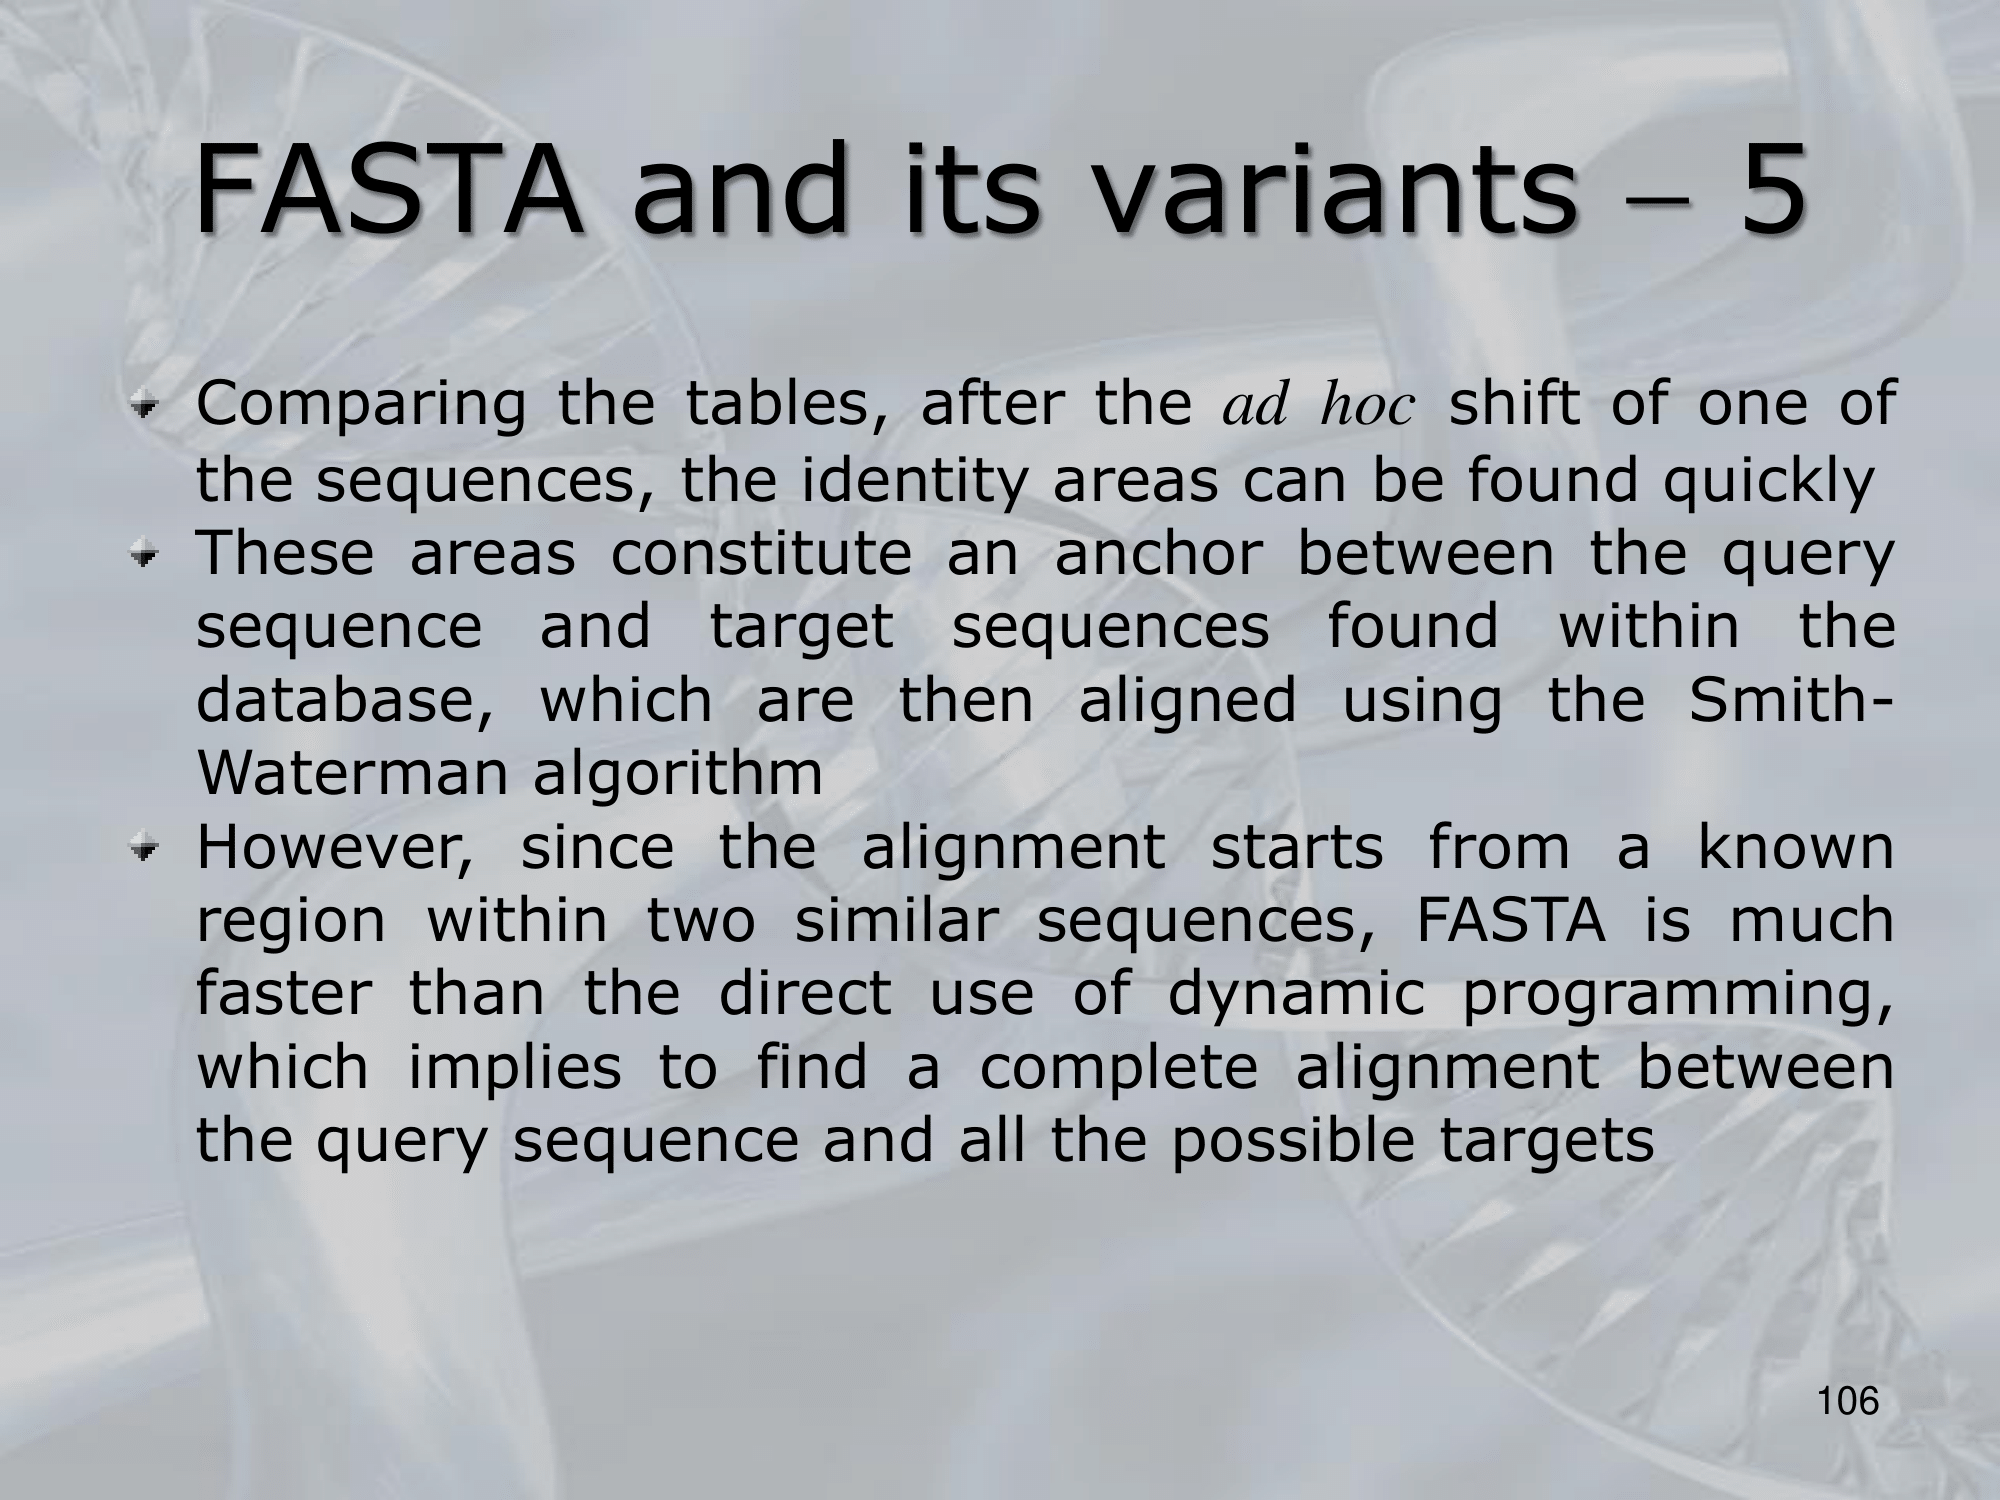 FASTA and its variants – 5
Comparing the tables, after the ad hoc shift of one of
the sequences, the identity areas can be found quickly
These areas constitute an anchor between the query
sequence and target sequences found within the
database, which are then aligned using the Smith-
Waterman algorithm
However, since the alignment starts from a known
region within two similar sequences, FASTA is much
faster than the direct use of dynamic programming,
which implies to find a complete alignment between
the query sequence and all the possible targets
106